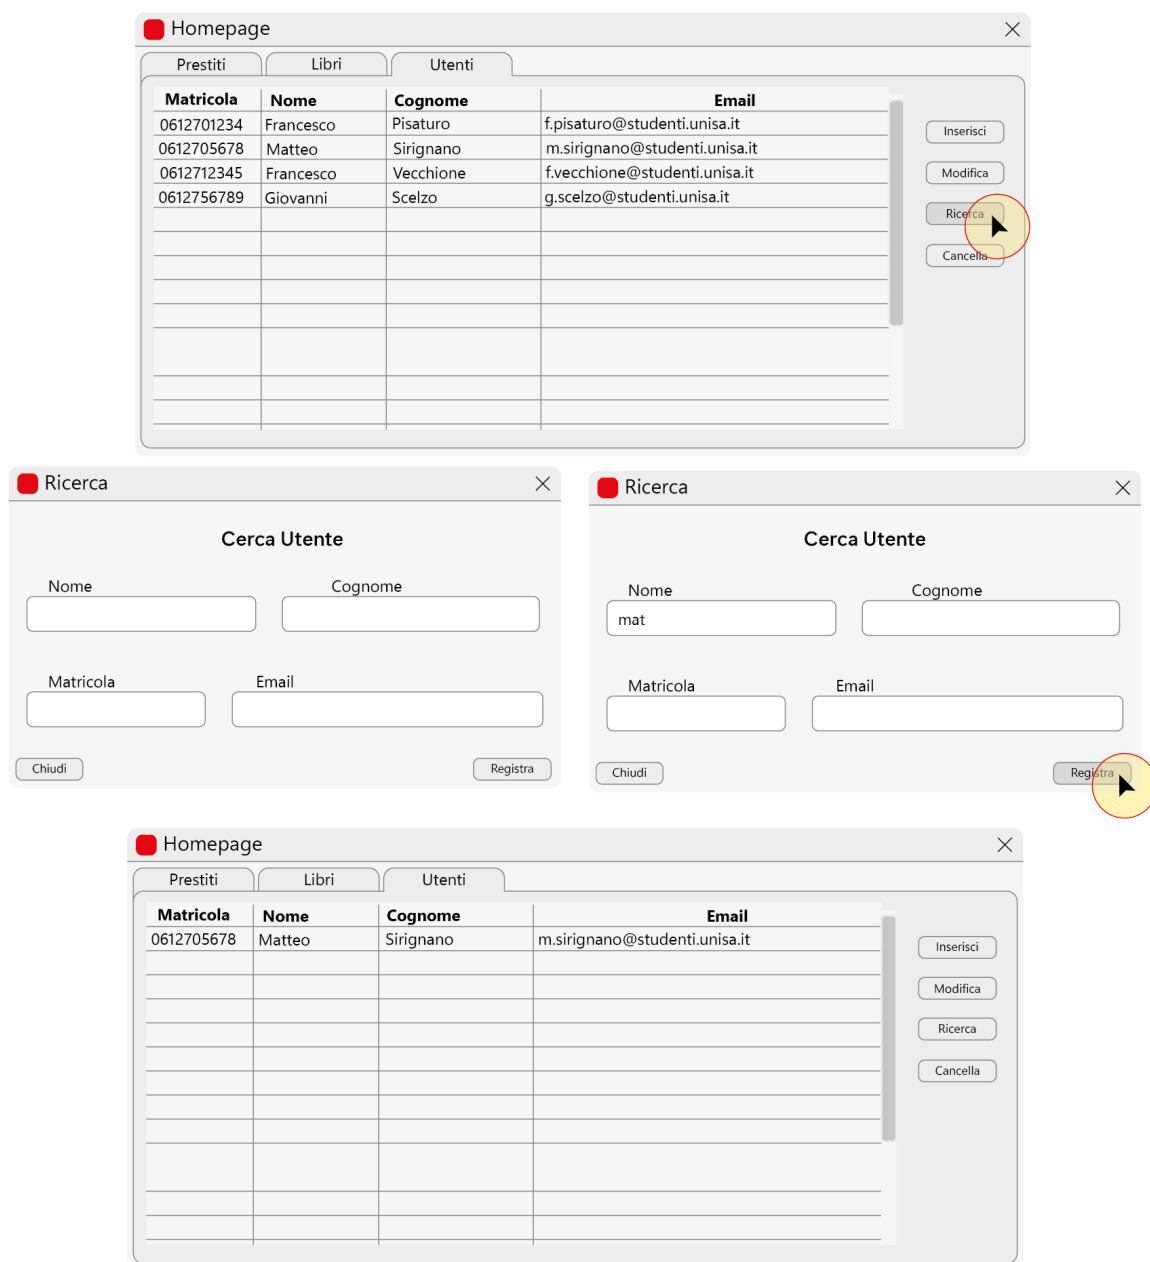 Homepage
Prestiti Libri Utenti
Matricola Nome Cognome Email
0612701234 Francesco Pisaturo f.pisaturo@studenti.unisa.it
Inserisci
0612705678 Matteo Sirignano m.sirignano@studenti.unisa.it
0612712345 Francesco Vecchione f.vecchione@studenti.unisa.it
Modifica
0612756789 Giovanni Scelzo g.scelzo@studenti.unisa.it
Ricerca
Cancella
Ricerca
Cerca Utente
Nome Cognome
Matricola Email
Chiudi Registra
Ricerca
Cerca Utente
Nome Cognome
mat
Matricola Email
Chiudi Registra
Homepage
Prestiti Libri Utenti
Matricola Nome Cognome Email
0612705678 Matteo Sirignano m.sirignano@studenti.unisa.it
Inserisci
Modifica
Ricerca
Cancella